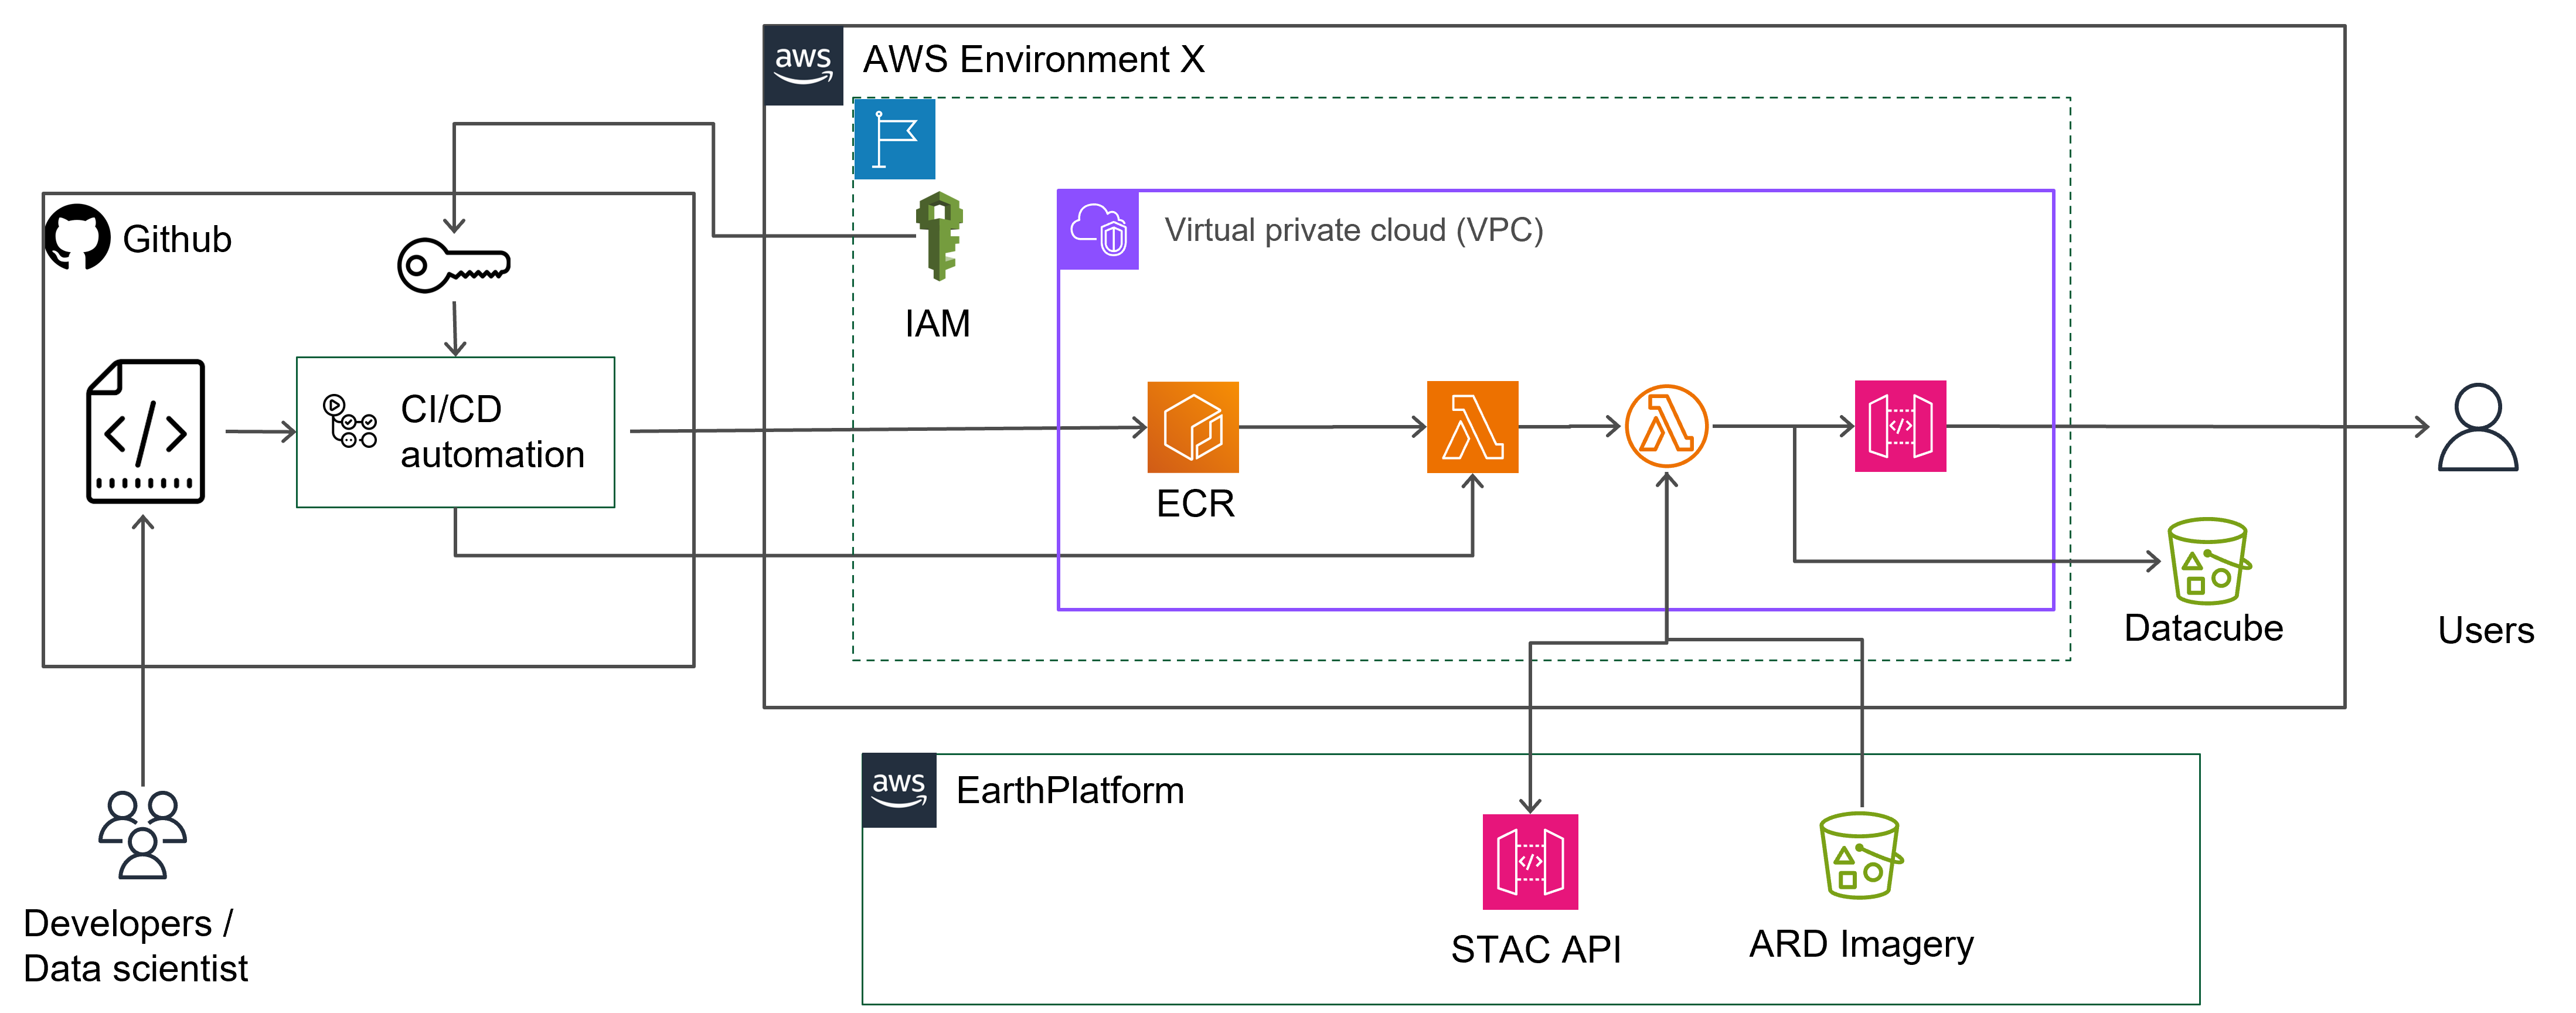 aws
AWS Environment X
Github
Virtual private cloud (VPC)
IAM
CI/CD
automation
ECR
Datacube
Users
aws
EarthPlatform
Developers /
Data scientist
STAC API
ARD Imagery